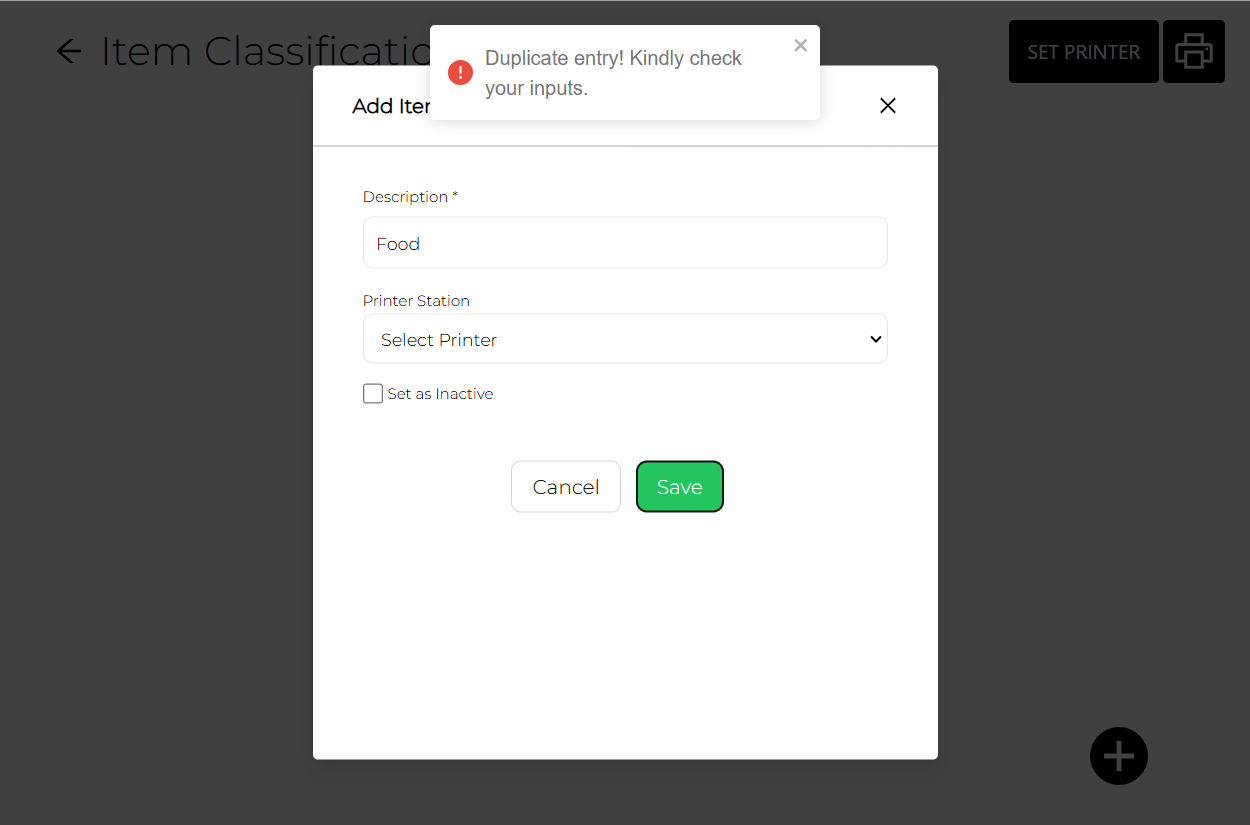 Item Classificatio
SET PRINTER
Duplicate entry! Kindly check
your inputs.
Add Iter
Description *
Food
Printer Station
Select Printer
Set as Inactive
Cancel
Save